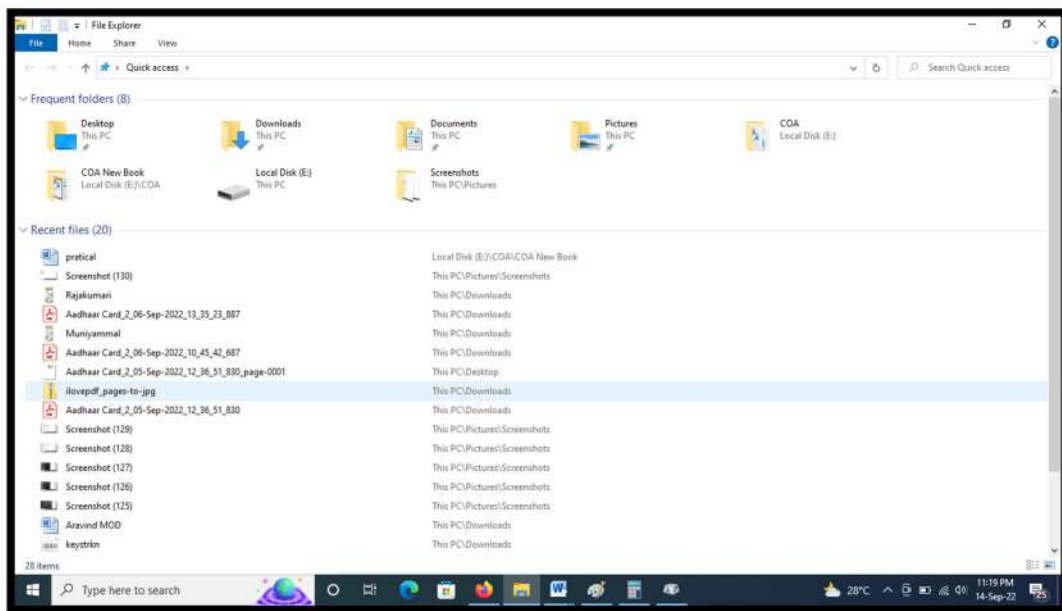 File Explorer
File Home Share View
Quick access
Search Quick access
Frequent folders (8)
Desktop
This PC
Downloads
This PC
Documents
This PC
Pictures
This PC
COA
Local Disk (E:)
COA New Book
Local Disk (E:)\COA
Local Disk (E:)
This PC
Screenshots
This PC\Pictures
Recent files (20)
pratical Local Disk (E:)\COA\COA New Book
Screenshot (130) This PC\Pictures\Screenshots
Rajakumari This PC\Downloads
Aadhaar Card_2_06-Sep-2022_13_35_23_887 This PC\Downloads
Muniyammal This PC\Downloads
Aadhaar Card_2_06-Sep-2022_10_45_42_687 This PC\Downloads
Aadhaar Card_2_05-Sep-2022_12_36_51_830_page-0001 This PC\Desktop
ilovepdf_pages-to-jpg This PC\Downloads
Aadhaar Card_2_05-Sep-2022_12_36_51_830 This PC\Downloads
Screenshot (129) This PC\Pictures\Screenshots
Screenshot (128) This PC\Pictures\Screenshots
Screenshot (127) This PC\Pictures\Screenshots
Screenshot (126) This PC\Pictures\Screenshots
Screenshot (125) This PC\Pictures\Screenshots
Aravind MOD This PC\Downloads
keystrkn This PC\Downloads
28 items
Type here to search
28°C
11:19 PM
14-Sep-22
25